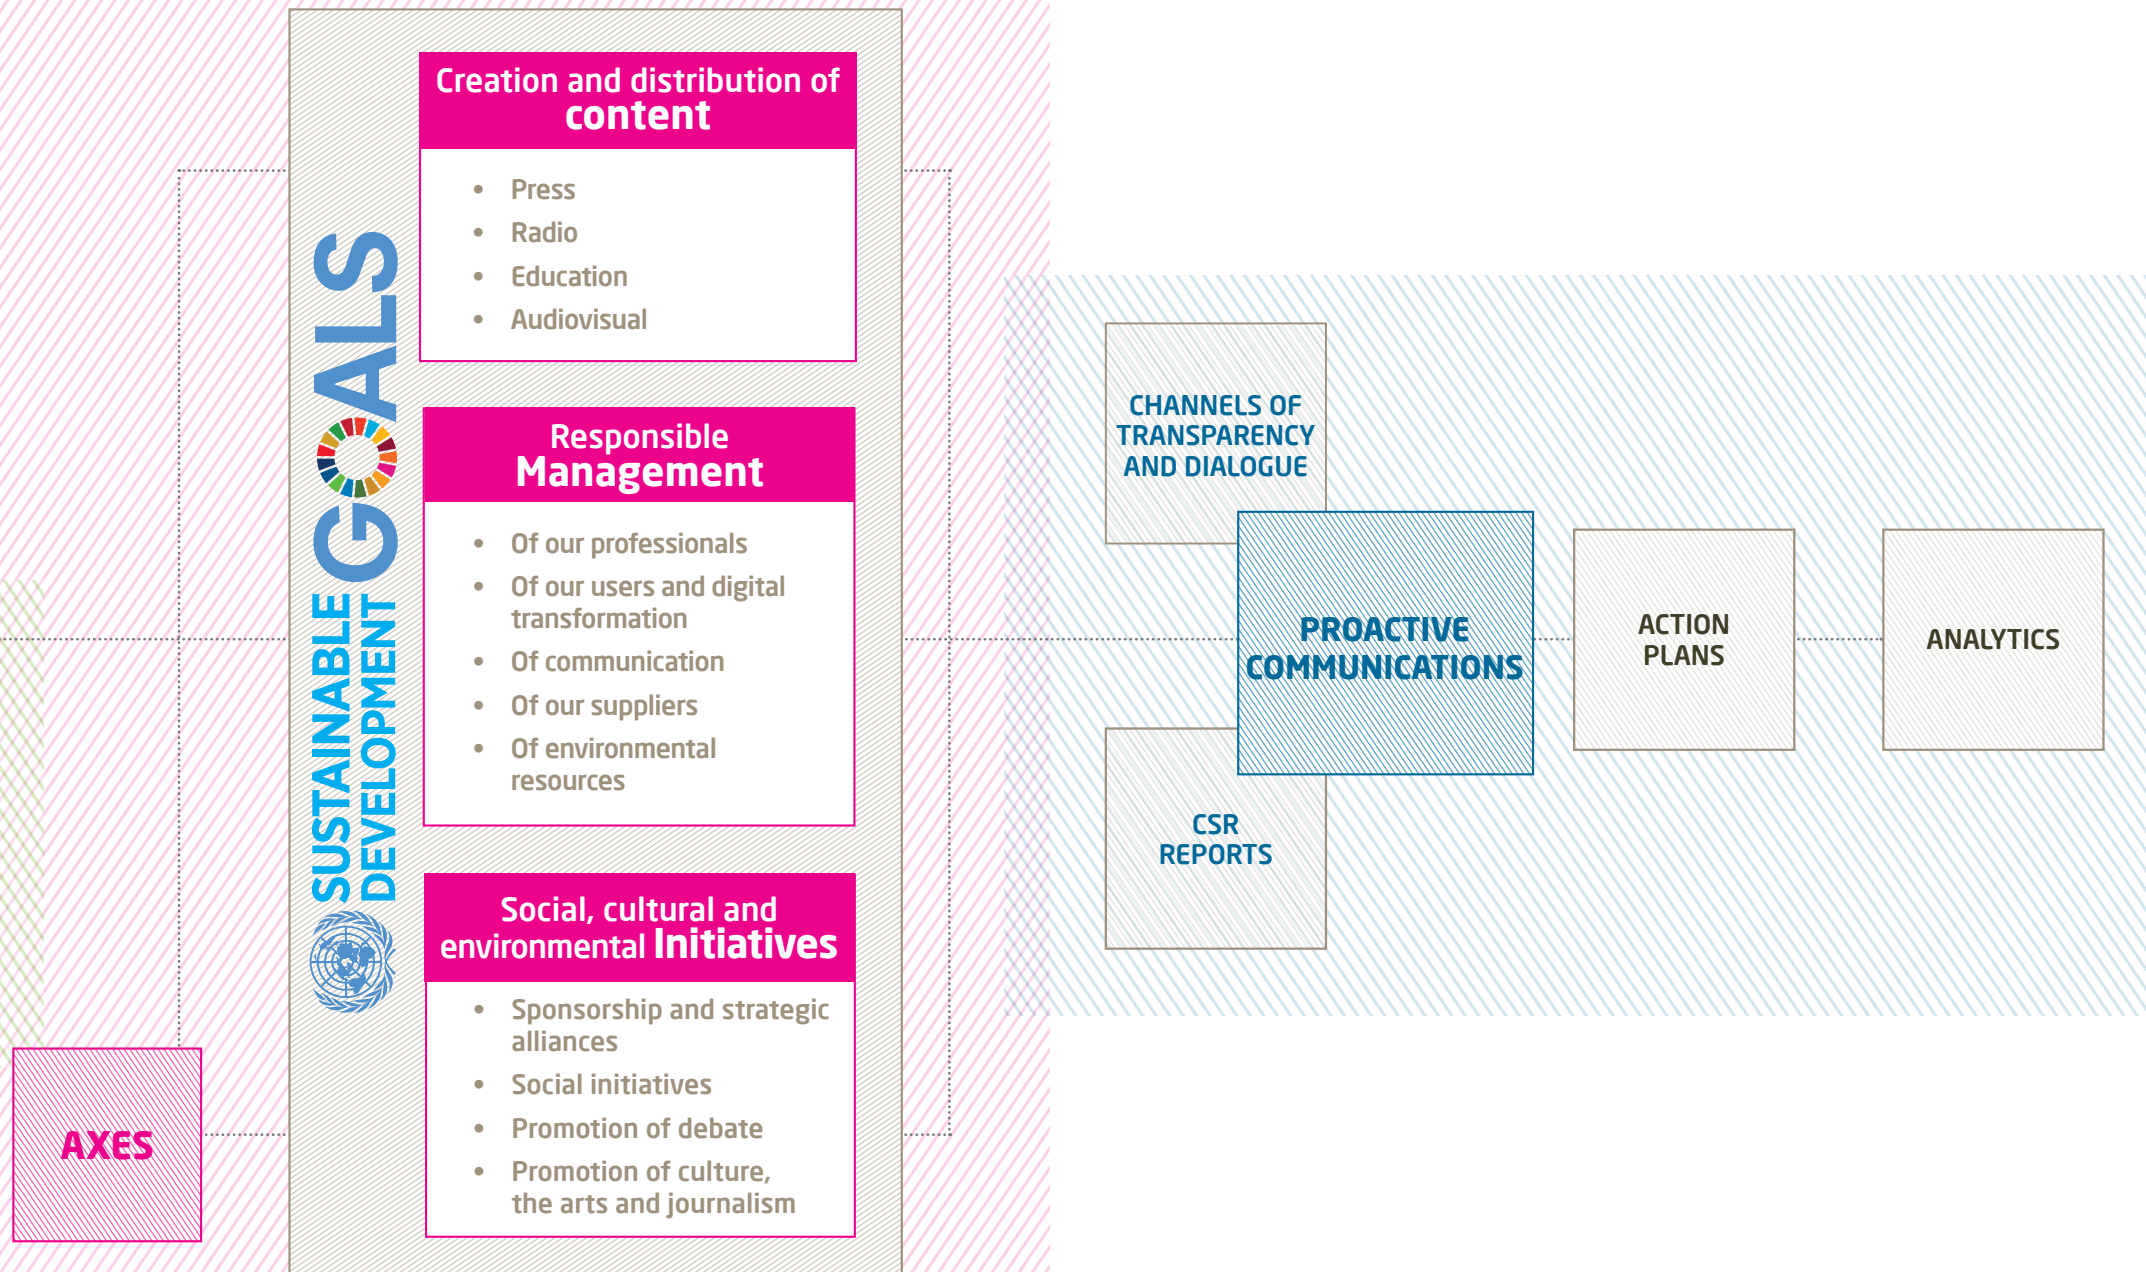 Creation and distribution of
content
• Press
• Radio
• Education
• Audiovisual
SUSTAINABLE
DEVELOPMENT
GOALS
Responsible
Management
• Of our professionals
• Of our users and digital
transformation
• Of communication
• Of our suppliers
• Of environmental
resources
Social, cultural and
environmental Initiatives
• Sponsorship and strategic
alliances
• Social initiatives
• Promotion of debate
• Promotion of culture,
the arts and journalism
AXES
CHANNELS OF
TRANSPARENCY
AND DIALOGUE
PROACTIVE
COMMUNICATIONS
CSR
REPORTS
ACTION
PLANS
ANALYTICS